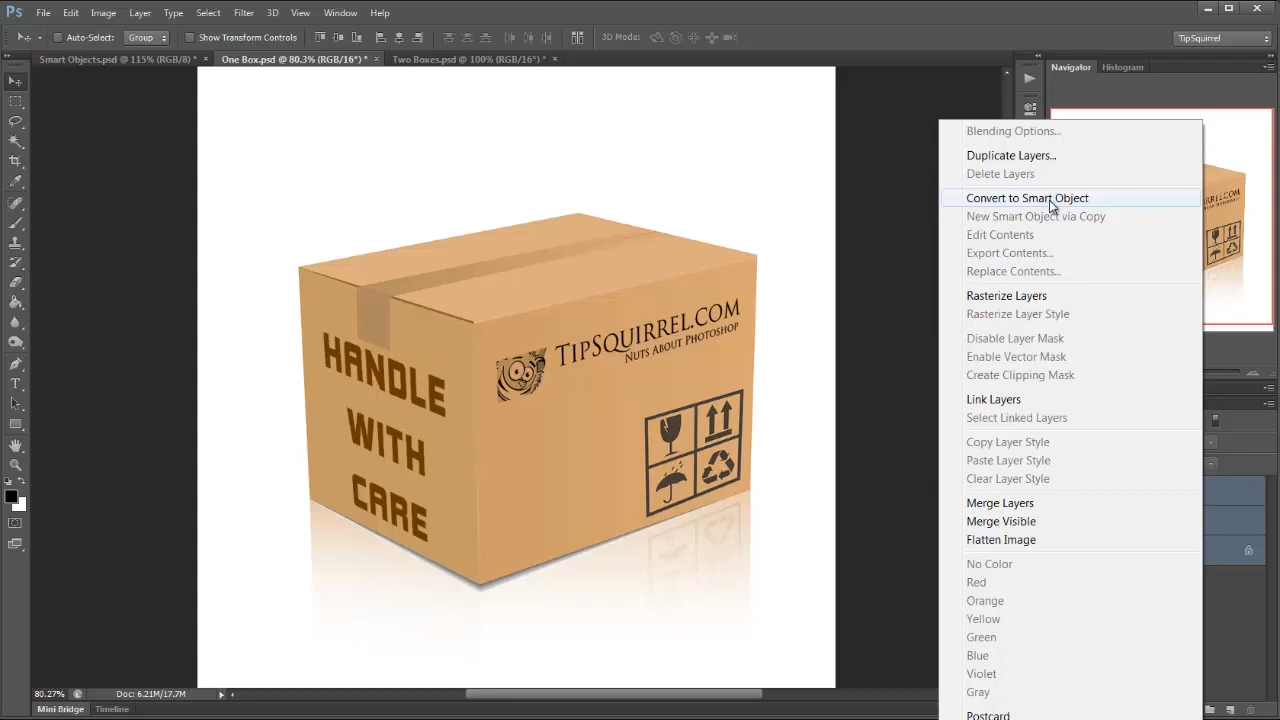 Ps File Edit Image Layer Type Select Filter 3D View Window Help
Auto-Select: Group Show Transform Controls 3D Mode: TipSquirrel
Smart Objects.psd @ 115% (RGB/8) * × One Box.psd @ 80.3% (RGB/16*) * × Two Boxes.psd @ 100% (RGB/16*) * ×
Navigator Histogram
Blending Options...
Duplicate Layers...
Delete Layers
Convert to Smart Object
New Smart Object via Copy
Edit Contents
Export Contents...
Replace Contents...
Rasterize Layers
Rasterize Layer Style
Disable Layer Mask
Enable Vector Mask
Create Clipping Mask
Link Layers
Select Linked Layers
Copy Layer Style
Paste Layer Style
Clear Layer Style
Merge Layers
Merge Visible
Flatten Image
No Color
Red
Orange
Yellow
Green
Blue
Violet
Gray
Postcard
HANDLE
WITH
CARE
TIPSQUIRREL.COM
NUTS ABOUT PHOTOSHOP
80.27% Doc: 6.21M/17.7M
Mini Bridge Timeline